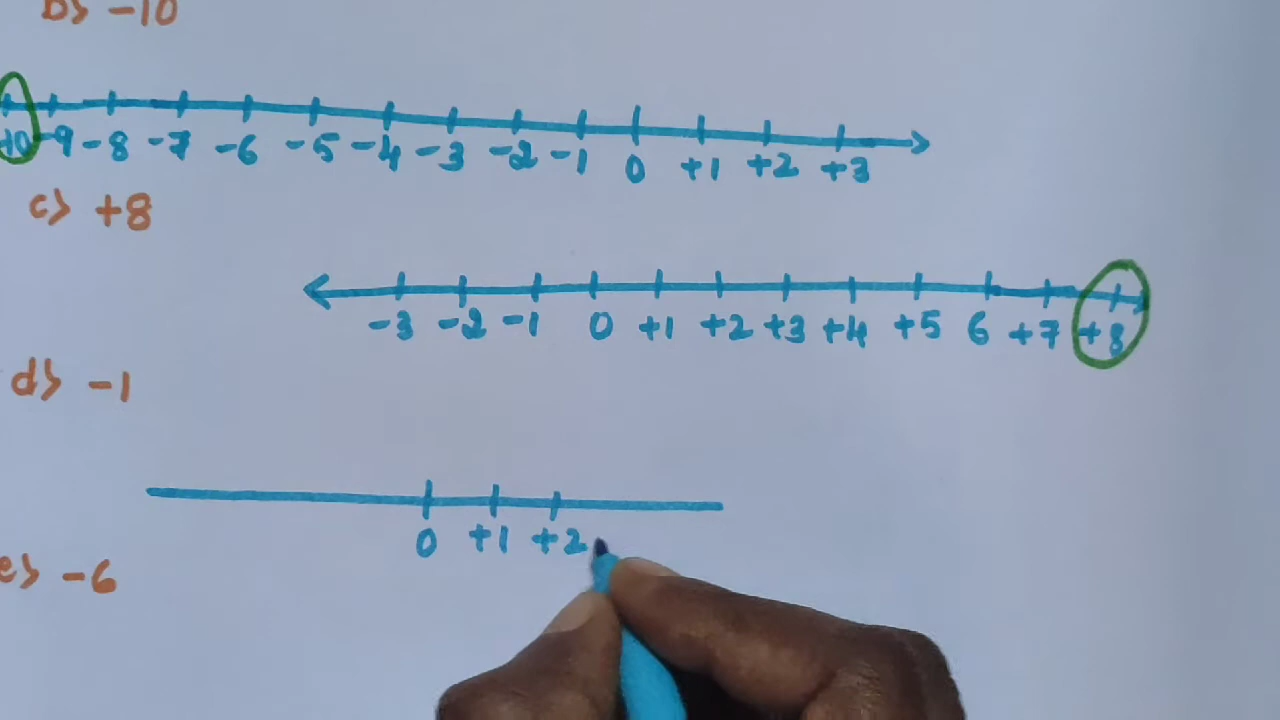 b> -10
+10 -9 -8 -7 -6 -5 -4 -3 -2 -1 0 +1 +2 +3
c> +8
-3 -2 -1 0 +1 +2 +3 +4 +5 6 +7 +8
d> -1
0 +1 +2
e> -6